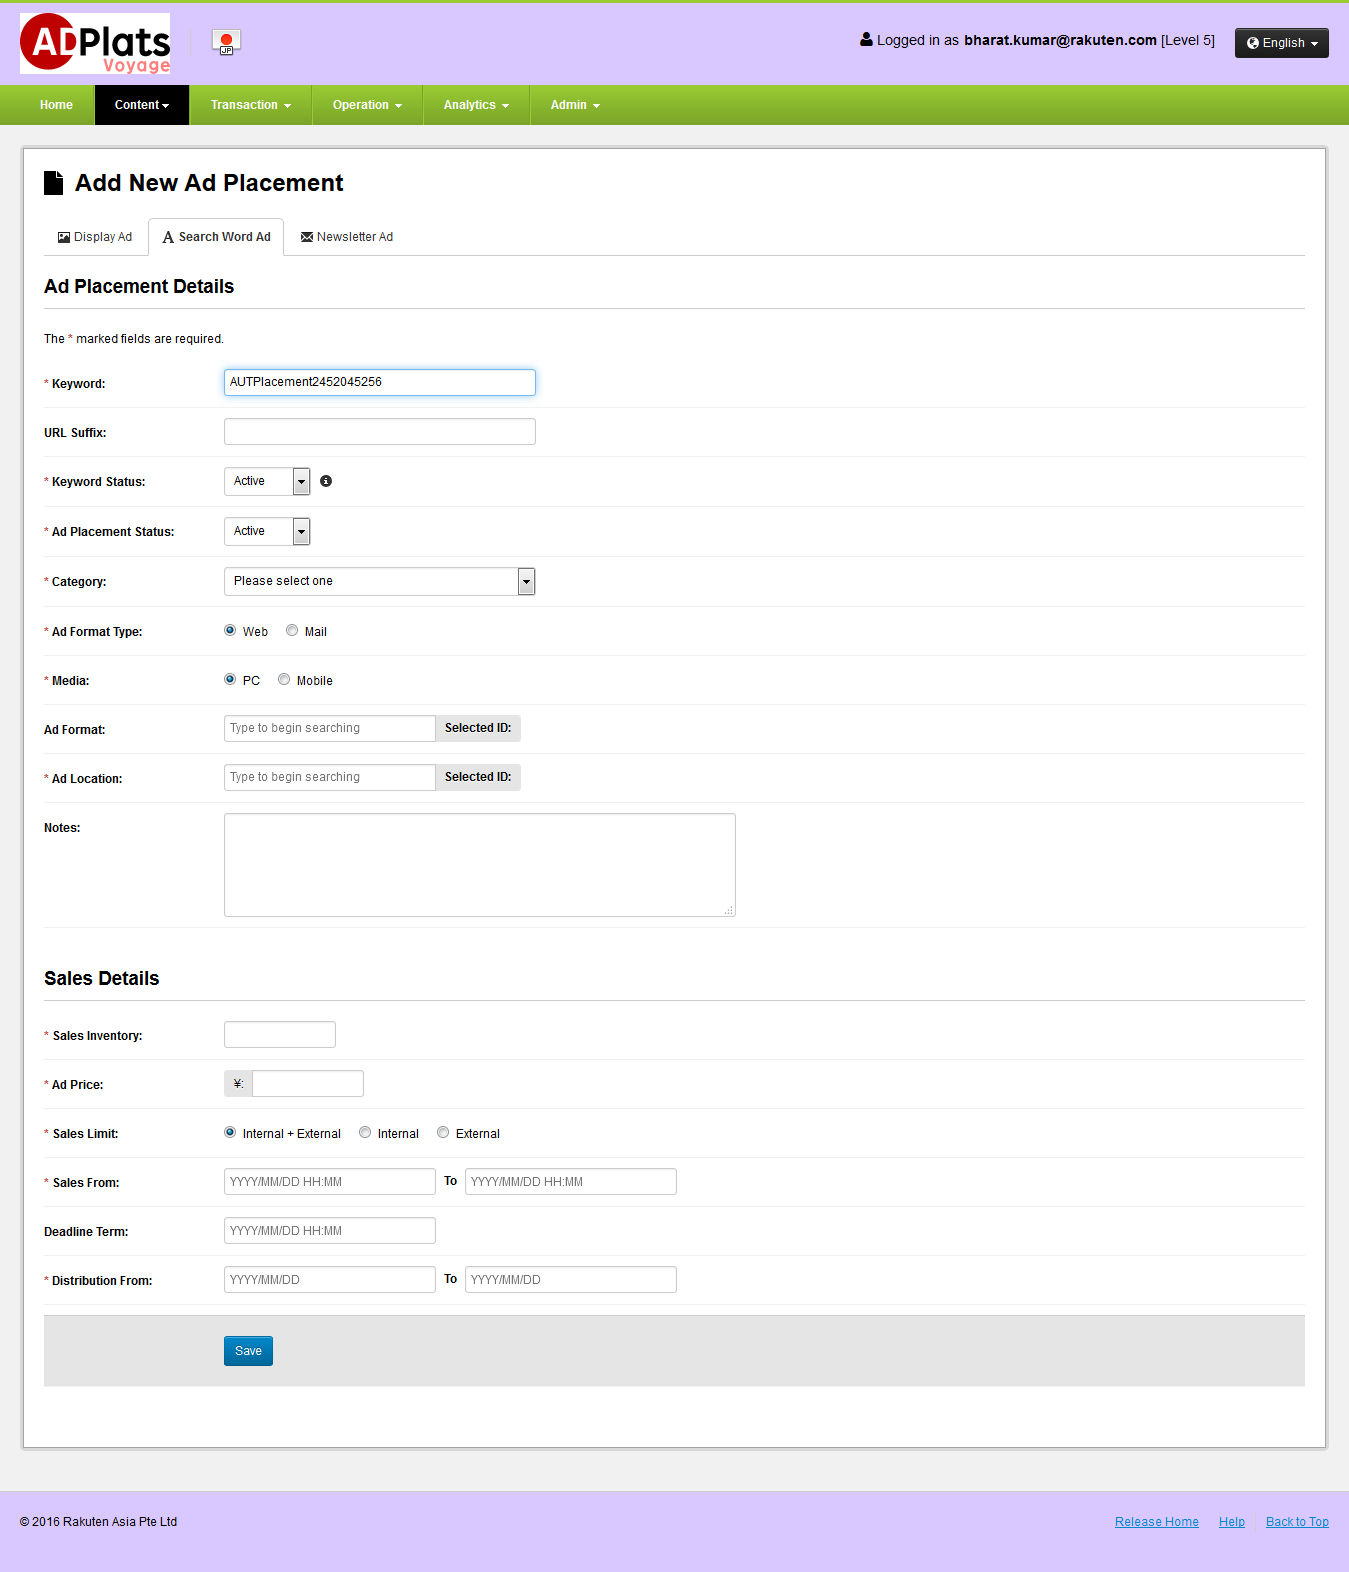 ADPlats
Voyage
JP
Logged in as bharat.kumar@rakuten.com [Level 5]
English
Home
Content
Transaction
Operation
Analytics
Admin
Add New Ad Placement
Display Ad
Search Word Ad
Newsletter Ad
Ad Placement Details
The * marked fields are required.
* Keyword:
AUTPlacement2452045256
URL Suffix:
* Keyword Status:
Active
* Ad Placement Status:
Active
* Category:
Please select one
* Ad Format Type:
Web
Mail
* Media:
PC
Mobile
Ad Format:
Type to begin searching
Selected ID:
* Ad Location:
Type to begin searching
Selected ID:
Notes:
Sales Details
* Sales Inventory:
* Ad Price:
¥:
* Sales Limit:
Internal + External
Internal
External
* Sales From:
YYYY/MM/DD HH:MM
To
YYYY/MM/DD HH:MM
Deadline Term:
YYYY/MM/DD HH:MM
* Distribution From:
YYYY/MM/DD
To
YYYY/MM/DD
Save
© 2016 Rakuten Asia Pte Ltd
Release Home
Help
Back to Top